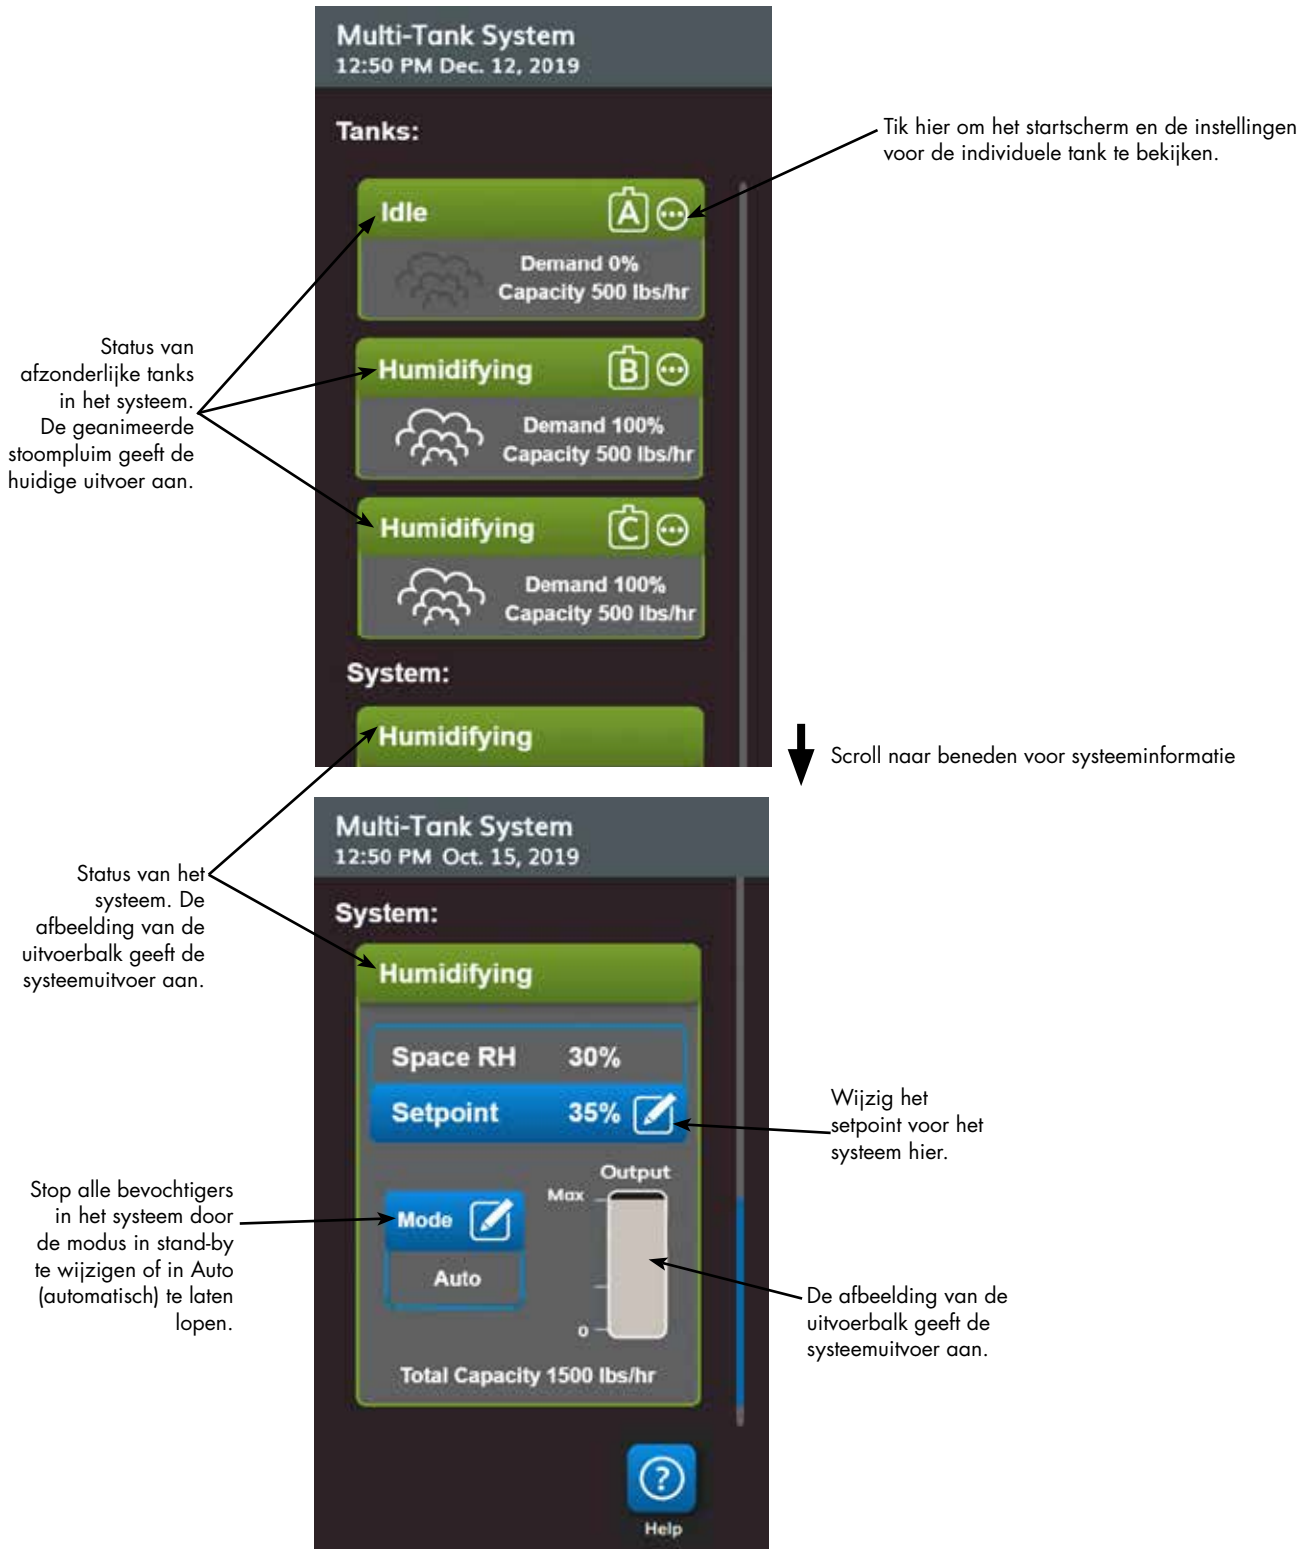 Multi-Tank System
12:50 PM Dec. 12, 2019
Tanks:
Idle
A
Demand 0%
Capacity 500 lbs/hr
Humidifying
B
Demand 100%
Capacity 500 lbs/hr
Humidifying
C
Demand 100%
Capacity 500 lbs/hr
System:
Humidifying
Tik hier om het startscherm en de instellingen
voor de individuele tank te bekijken.
Status van
afzonderlijke tanks
in het systeem.
De geanimeerde
stoompluim geeft de
huidige uitvoer aan.
Scroll naar beneden voor systeeminformatie
Multi-Tank System
12:50 PM Oct. 15, 2019
System:
Humidifying
Space RH 30%
Setpoint 35%
Output
Max
0
Mode
Auto
Total Capacity 1500 lbs/hr
?
Help
Status van het
systeem. De
afbeelding van de
uitvoerbalk geeft de
systeemuitvoer aan.
Wijzig het
setpoint voor het
systeem hier.
Stop alle bevochtigers
in het systeem door
de modus in stand-by
te wijzigen of in Auto
(automatisch) te laten
lopen.
De afbeelding van de
uitvoerbalk geeft de
systeemuitvoer aan.